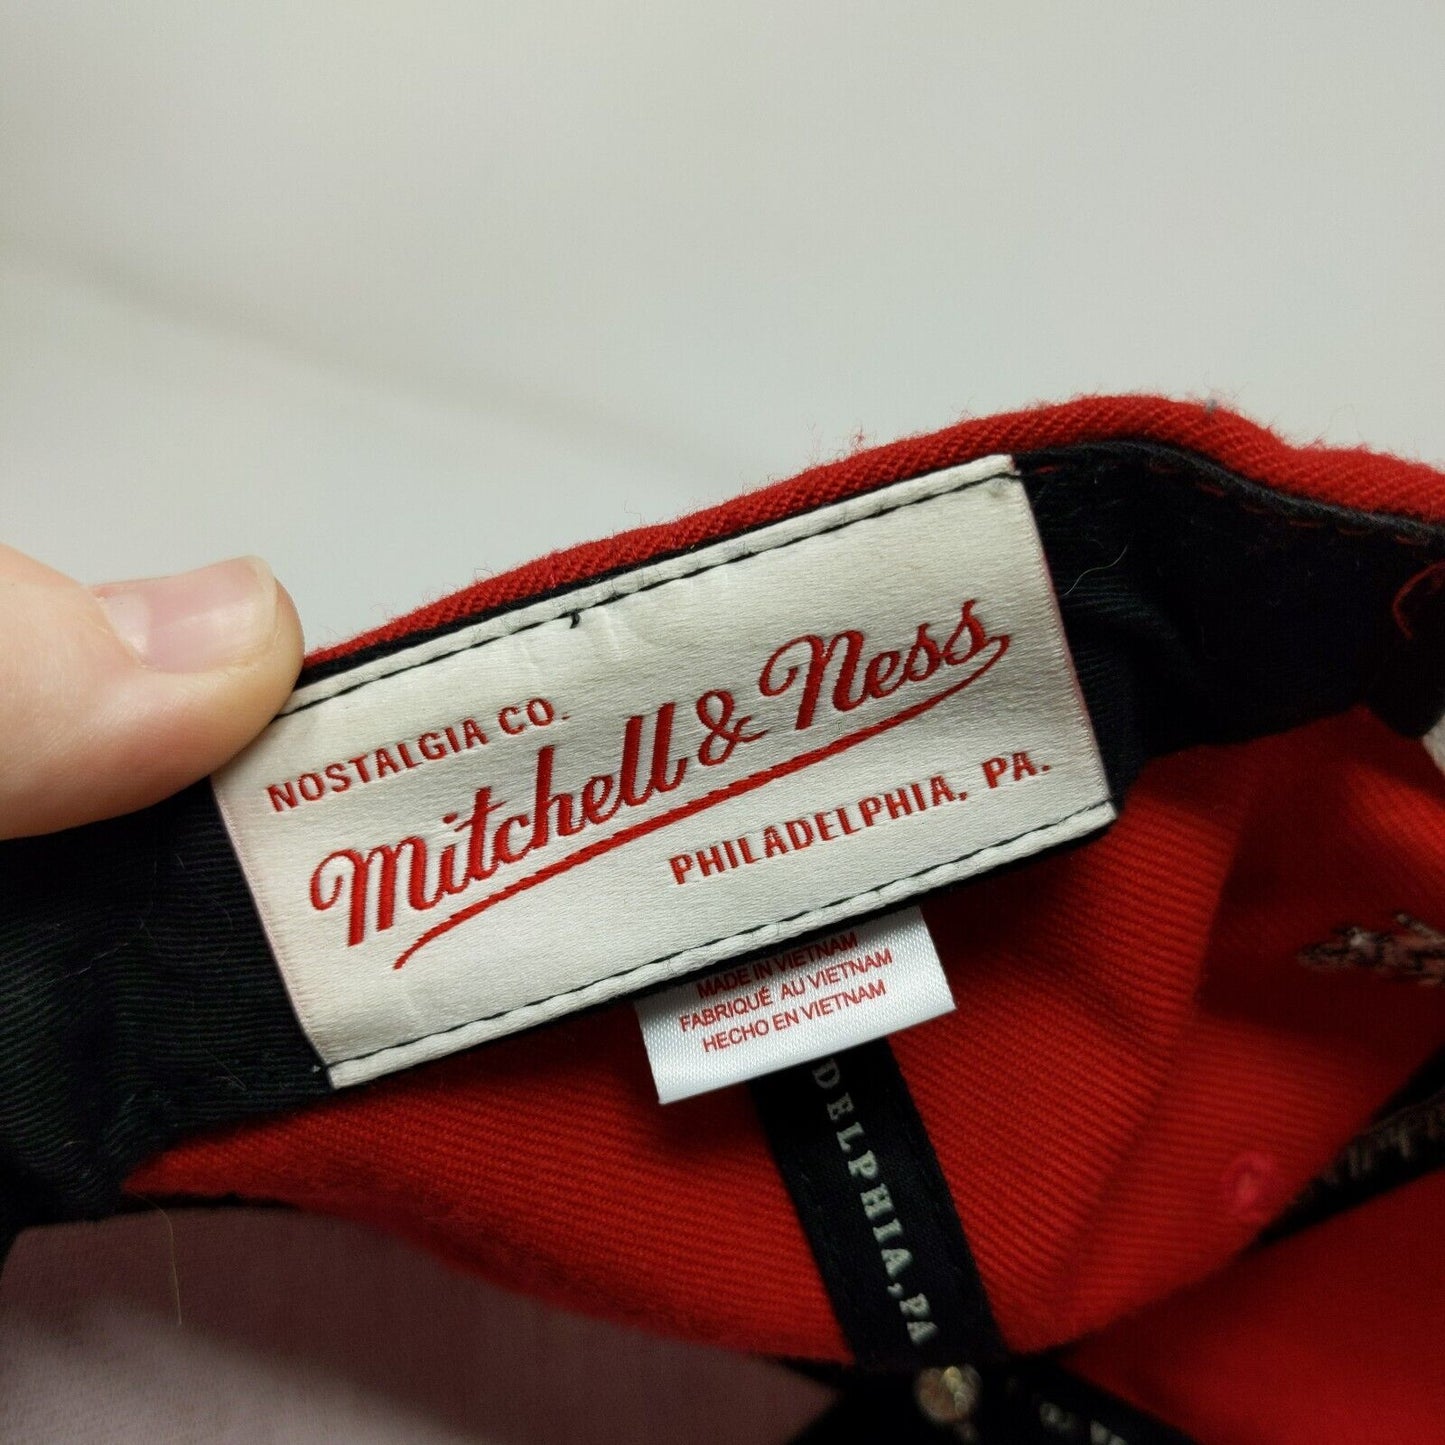 NOSTALGIA CO.
Mitchell & Ness
PHILADELPHIA, PA.
MADE IN VIETNAM
FABRIQUÉ AU VIETNAM
HECHO EN VIETNAM
DELPHIA, PA